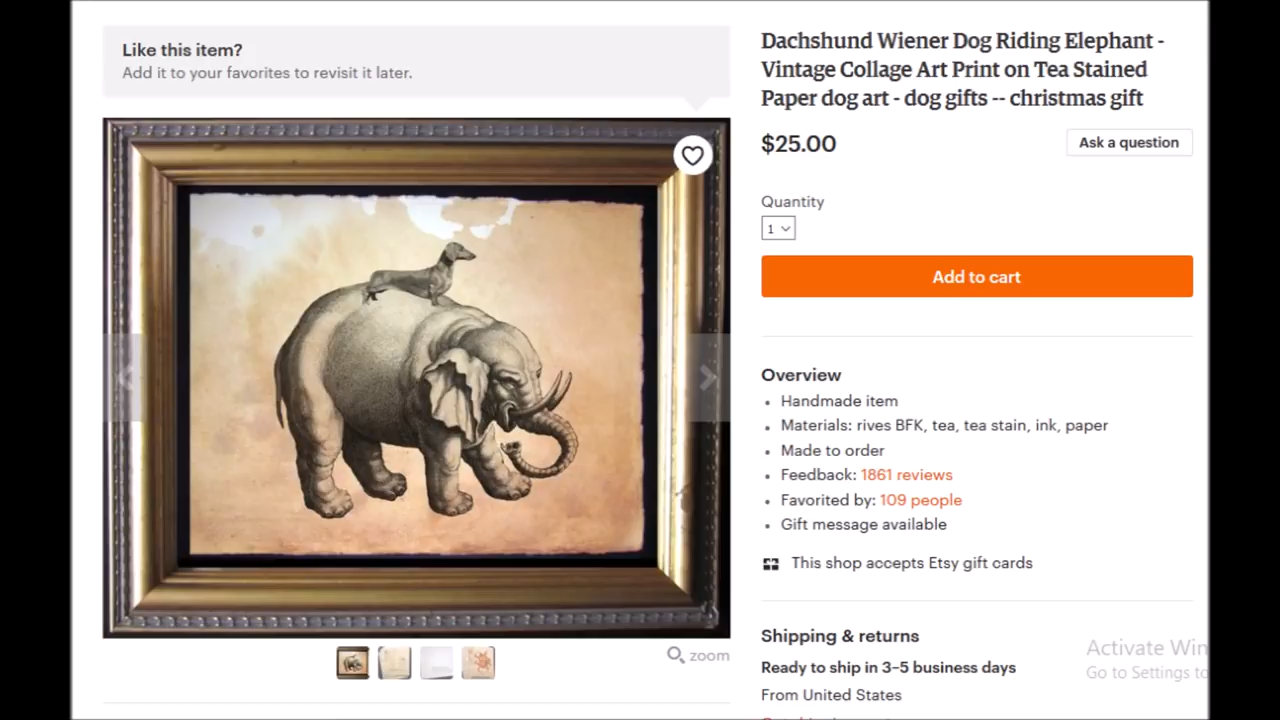 Like this item?
Add it to your favorites to revisit it later.
Dachshund Wiener Dog Riding Elephant -
Vintage Collage Art Print on Tea Stained
Paper dog art - dog gifts -- christmas gift
$25.00
Ask a question
Quantity
1
Add to cart
Overview
Handmade item
Materials: rives BFK, tea, tea stain, ink, paper
Made to order
Feedback: 1861 reviews
Favorited by: 109 people
Gift message available
This shop accepts Etsy gift cards
zoom
Shipping & returns
Ready to ship in 3–5 business days
From United States
Activate Win
Go to Settings to